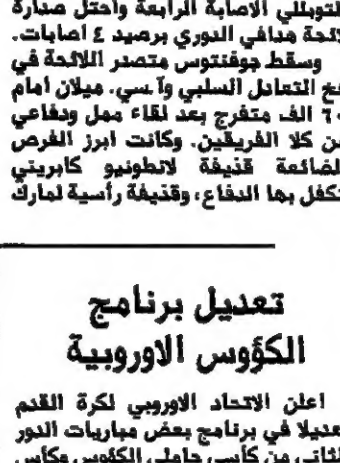 التوبللي الاصابة الرابعة واحتل صدارة
لائحة هدافي الدوري برصيد ٤ اصابات.
وسقط جوفنتوس متصدر اللائحة في
فخ التعادل السلبي وآ.سي. ميلان أمام
٦٠ الف متفرج بعد لقاء ممل ودفاعي
من كلا الفريقين. وكانت ابرز الفرص
الضائعة قذيفة لانطونيو كابريني
تكفل بها الدفاع، وقذيفة رأسية لمارك
تعديل برنامج
الكؤوس الاوروبية
اعلن الاتحاد الاوروبي لكرة القدم
تعديلا في برنامج بعض مباريات الدور
الثاني من كأسي حاملي الكؤوس وكأس